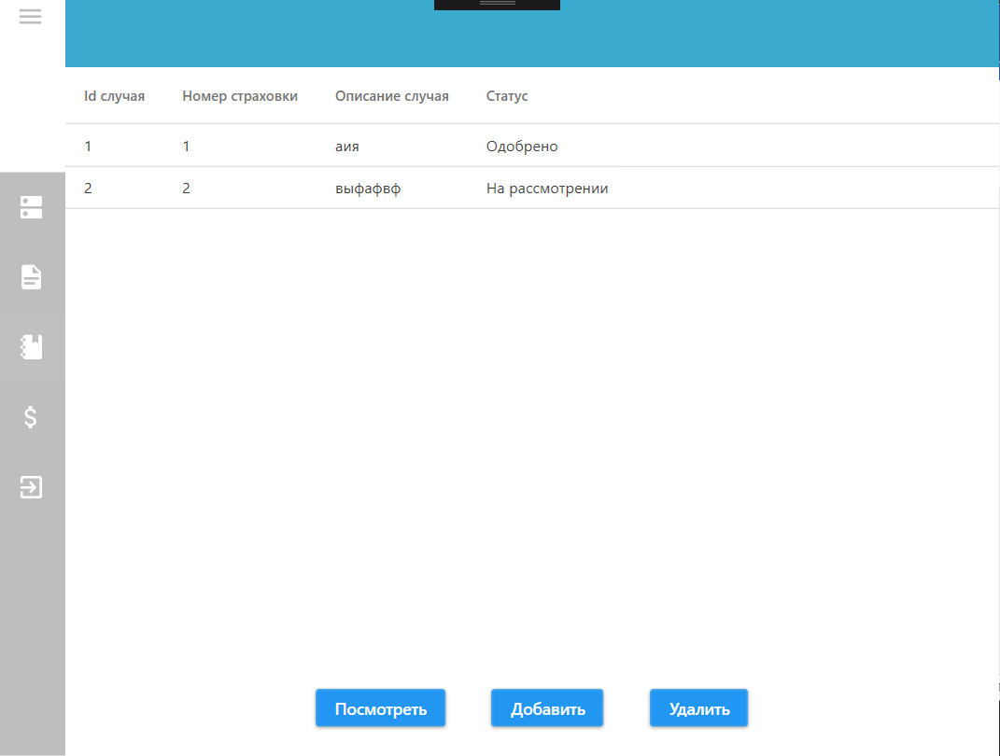 Id случая Номер страховки Описание случая Статус
1 1 аия Одобрено
2 2 выфафвф На рассмотрении
Посмотреть Добавить Удалить